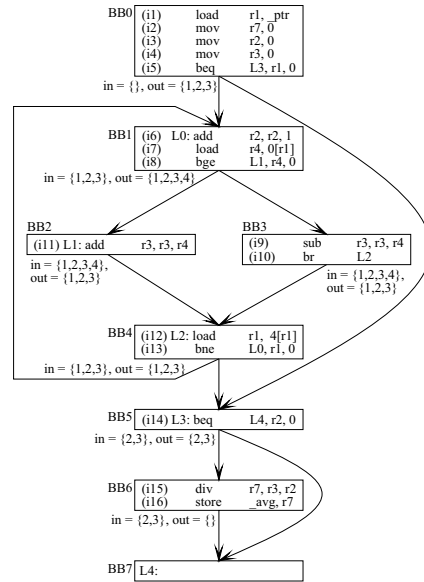 BB0 (i1) load r1, _ptr
(i2) mov r7, 0
(i3) mov r2, 0
(i4) mov r3, 0
(i5) beq L3, r1, 0
in = {}, out = {1,2,3}
BB1 (i6) L0: add r2, r2, 1
(i7) load r4, 0[r1]
(i8) bge L1, r4, 0
in = {1,2,3}, out = {1,2,3,4}
BB2
(i11) L1: add r3, r3, r4
in = {1,2,3,4},
out = {1,2,3}
BB3
(i9) sub r3, r3, r4
(i10) br L2
in = {1,2,3,4},
out = {1,2,3}
BB4 (i12) L2: load r1, 4[r1]
(i13) bne L0, r1, 0
in = {1,2,3}, out = {1,2,3}
BB5 (i14) L3: beq L4, r2, 0
in = {2,3}, out = {2,3}
BB6 (i15) div r7, r3, r2
(i16) store _avg, r7
in = {2,3}, out = {}
BB7 L4: